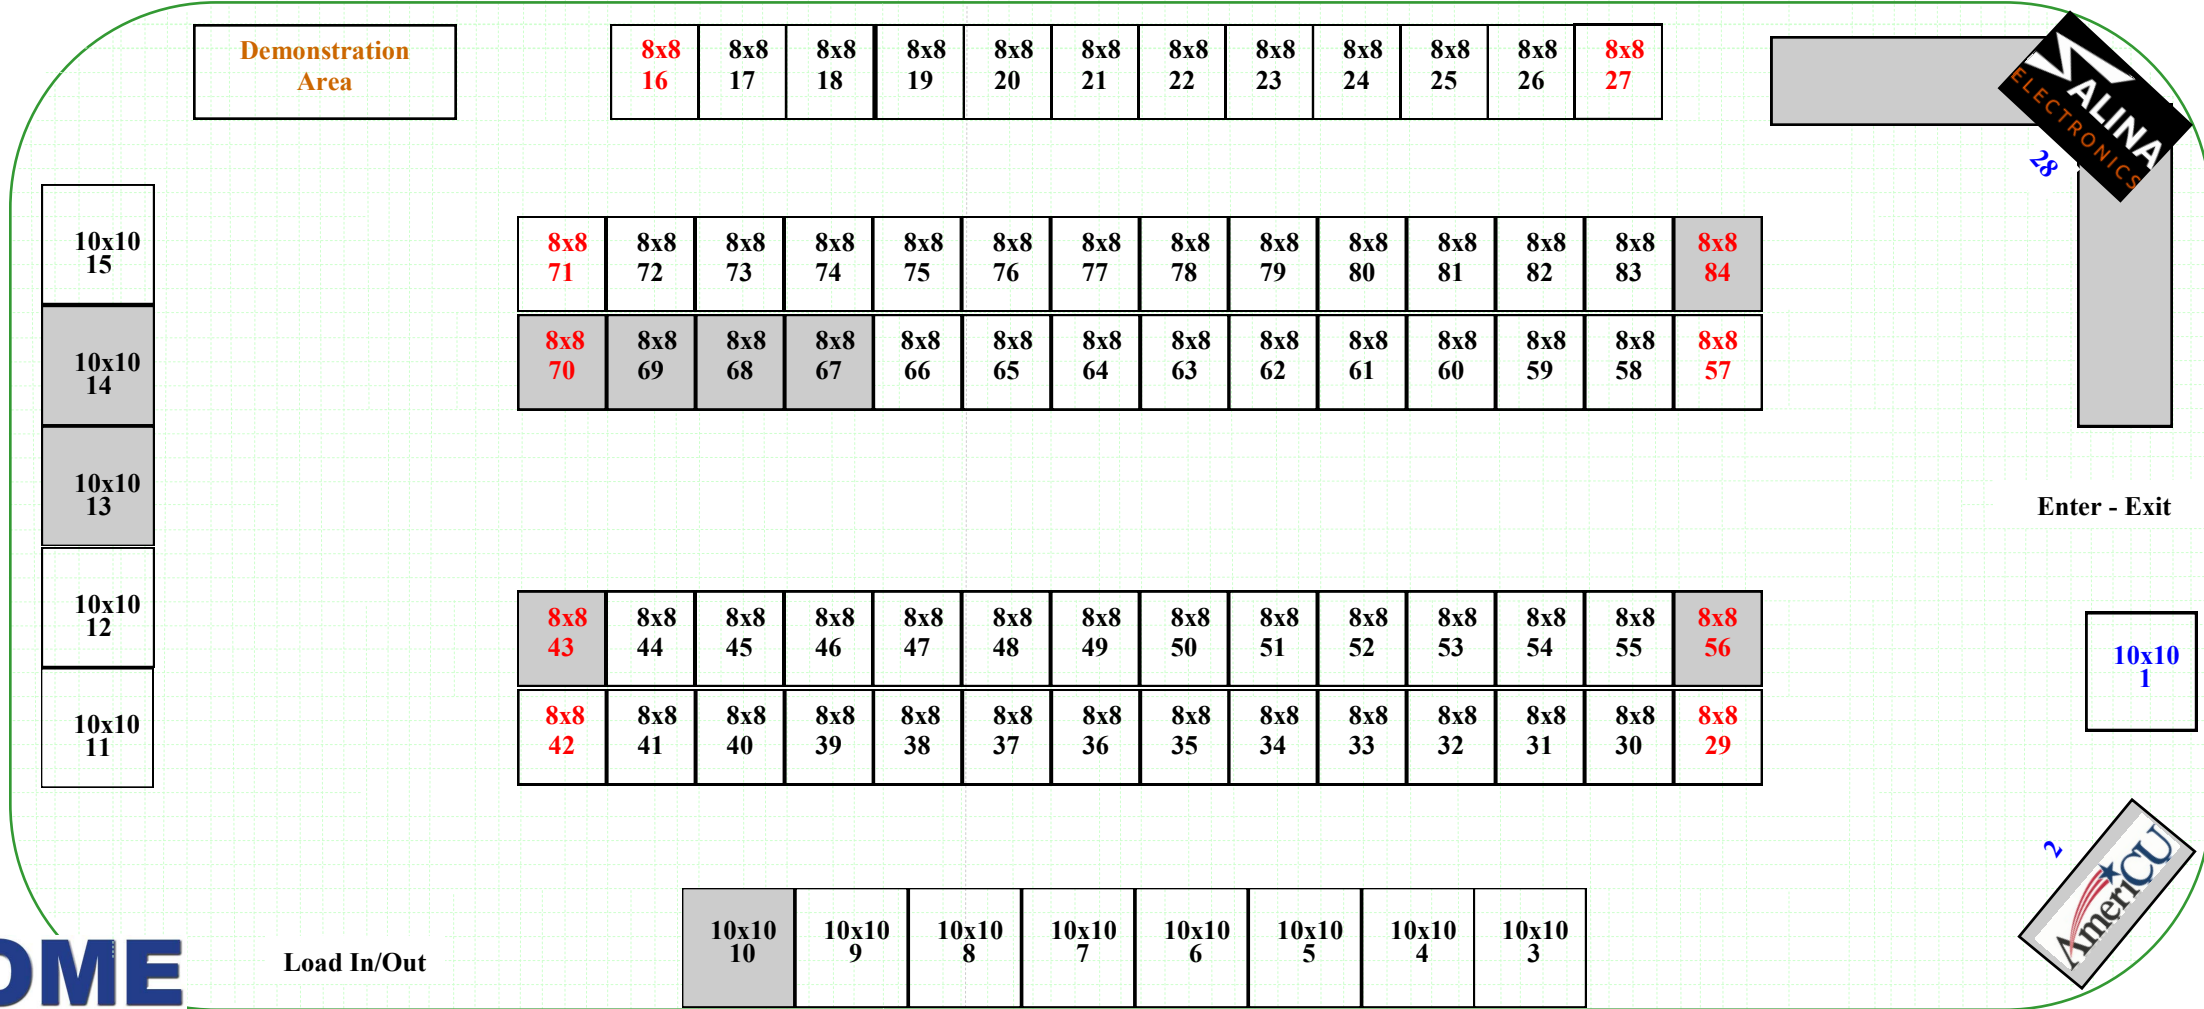 Demonstration
Area
8x8 8x8 8x8 8x8 8x8 8x8 8x8 8x8 8x8 8x8 8x8 8x8
16 17 18 19 20 21 22 23 24 25 26 27
SALINA
ELECTRONICS
28
10x10
15
8x8 8x8 8x8 8x8 8x8 8x8 8x8 8x8 8x8 8x8 8x8 8x8 8x8 8x8
71 72 73 74 75 76 77 78 79 80 81 82 83 84
8x8 8x8 8x8 8x8 8x8 8x8 8x8 8x8 8x8 8x8 8x8 8x8 8x8 8x8
70 69 68 67 66 65 64 63 62 61 60 59 58 57
10x10
14
10x10
13
Enter - Exit
10x10
12
8x8 8x8 8x8 8x8 8x8 8x8 8x8 8x8 8x8 8x8 8x8 8x8 8x8 8x8
43 44 45 46 47 48 49 50 51 52 53 54 55 56
10x10
1
10x10
11
8x8 8x8 8x8 8x8 8x8 8x8 8x8 8x8 8x8 8x8 8x8 8x8 8x8 8x8
42 41 40 39 38 37 36 35 34 33 32 31 30 29
2
AmeriCU
10x10 10x10 10x10 10x10 10x10 10x10 10x10 10x10
10 9 8 7 6 5 4 3
OME
Load In/Out